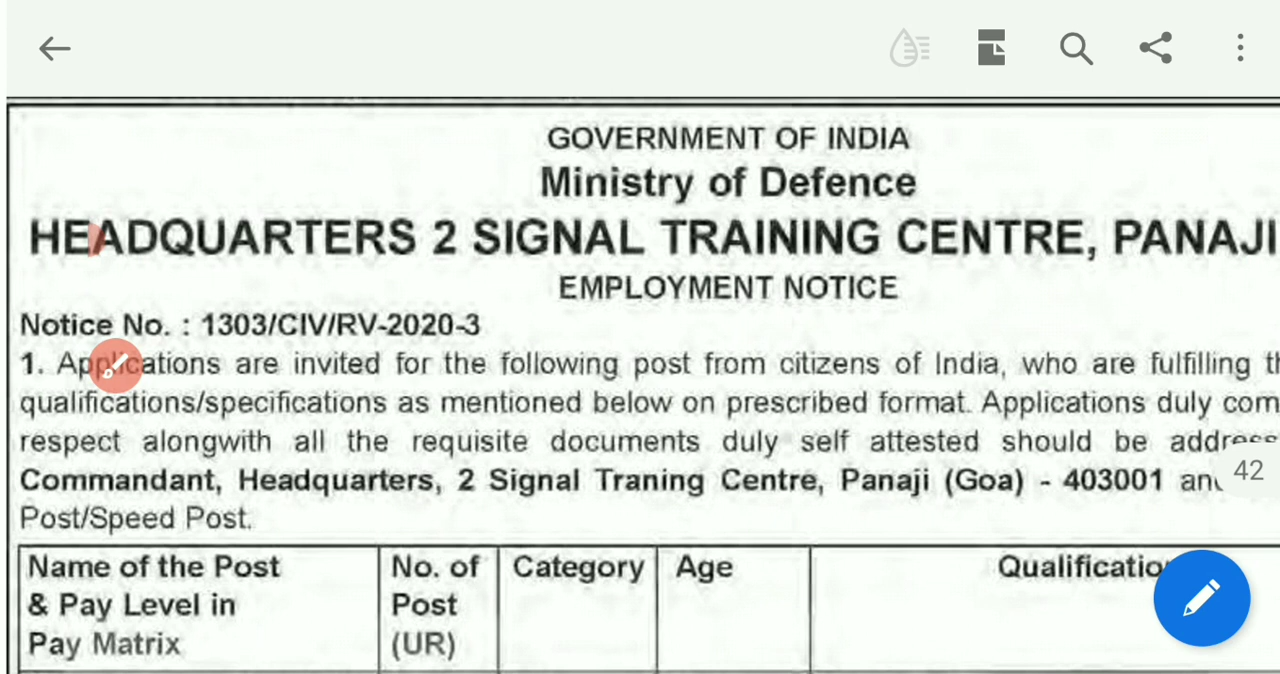 GOVERNMENT OF INDIA
Ministry of Defence
HEADQUARTERS 2 SIGNAL TRAINING CENTRE, PANAJI
EMPLOYMENT NOTICE
Notice No. : 1303/CIV/RV-2020-3
1. Applications are invited for the following post from citizens of India, who are fulfilling
qualifications/specifications as mentioned below on prescribed format. Applications duly
respect alongwith all the requisite documents duly self attested should be
Commandant, Headquarters, 2 Signal Traning Centre, Panaji (Goa) - 403001
42
Post/Speed Post.
Name of the Post
& Pay Level in
Pay Matrix
No. of
Post
(UR)
Category
Age